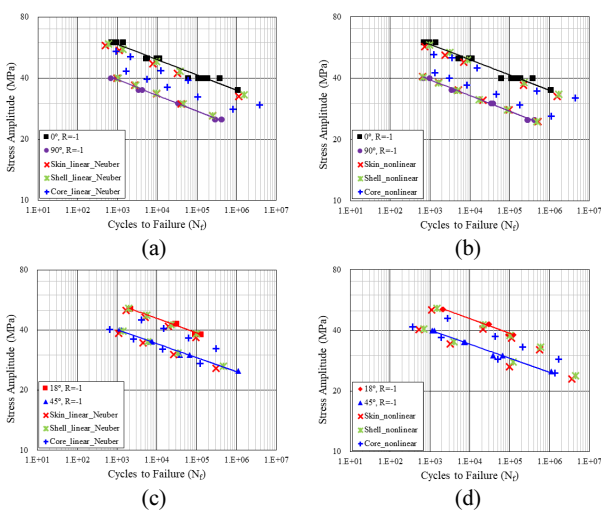 (a)
Stress Amplitude (MPa)
80
40
20
10
0°, R=-1
90°, R=-1
Skin_linear_Neuber
Shell_linear_Neuber
Core_linear_Neuber
1.E+01 1.E+02 1.E+03 1.E+04 1.E+05 1.E+06 1.E+07
Cycles to Failure (Nf)
(b)
Stress Amplitude (MPa)
80
40
20
10
0°, R=-1
90°, R=-1
Skin_nonlinear
Shell_nonlinear
Core_nonlinear
1.E+01 1.E+02 1.E+03 1.E+04 1.E+05 1.E+06 1.E+07
Cycles to Failure (Nf)
(c)
Stress Amplitude (MPa)
80
40
20
10
18°, R=-1
45°, R=-1
Skin_linear_Neuber
Shell_linear_Neuber
Core_linear_Neuber
1.E+01 1.E+02 1.E+03 1.E+04 1.E+05 1.E+06 1.E+07
Cycles to Failure (Nf)
(d)
Stress Amplitude (MPa)
80
40
20
10
18°, R=-1
45°, R=-1
Skin_nonlinear
Shell_nonlinear
Core_nonlinear
1.E+01 1.E+02 1.E+03 1.E+04 1.E+05 1.E+06 1.E+07
Cycles to Failure (Nf)